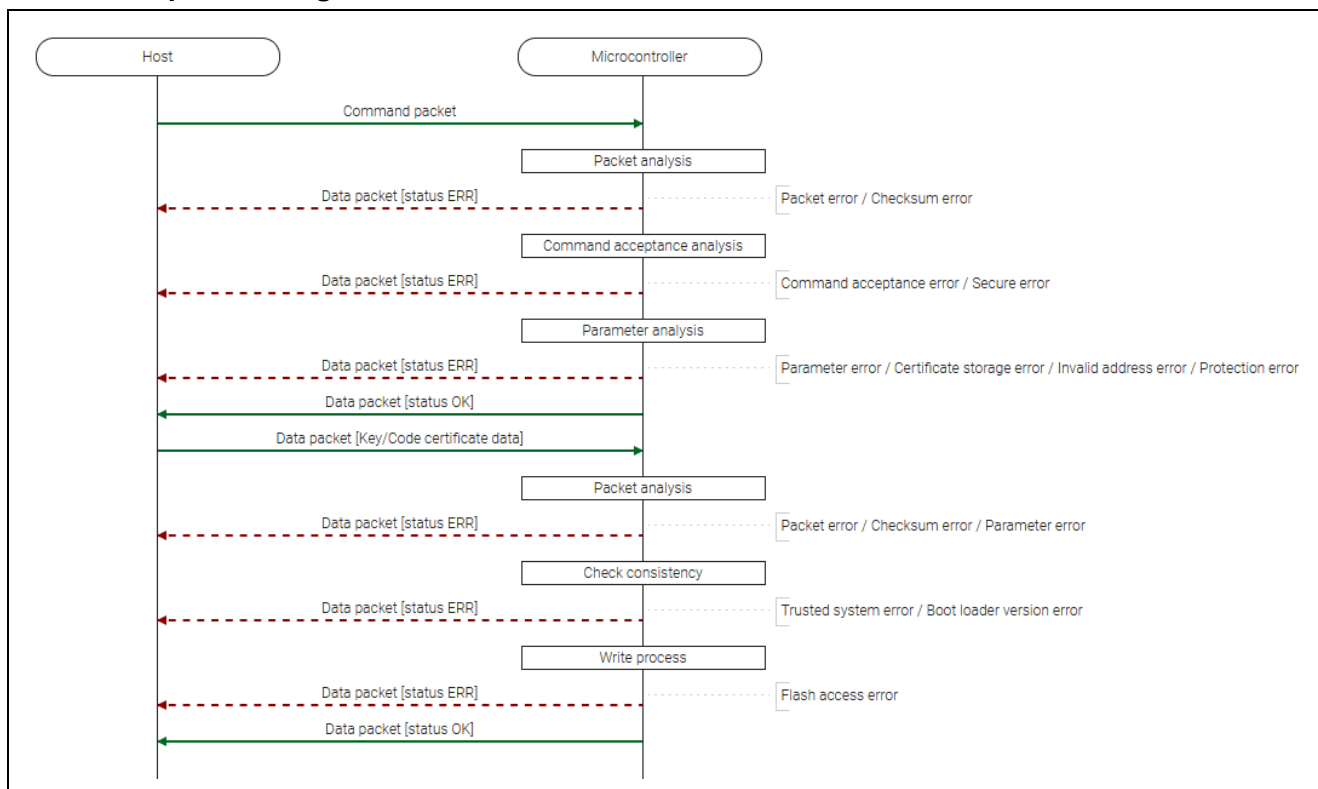 Host
Microcontroller
Command packet
Packet analysis
Data packet [status ERR]
Packet error / Checksum error
Command acceptance analysis
Data packet [status ERR]
Command acceptance error / Secure error
Parameter analysis
Data packet [status ERR]
Parameter error / Certificate storage error / Invalid address error / Protection error
Data packet [status OK]
Data packet [Key/Code certificate data]
Packet analysis
Data packet [status ERR]
Packet error / Checksum error / Parameter error
Check consistency
Data packet [status ERR]
Trusted system error / Boot loader version error
Write process
Data packet [status ERR]
Flash access error
Data packet [status OK]